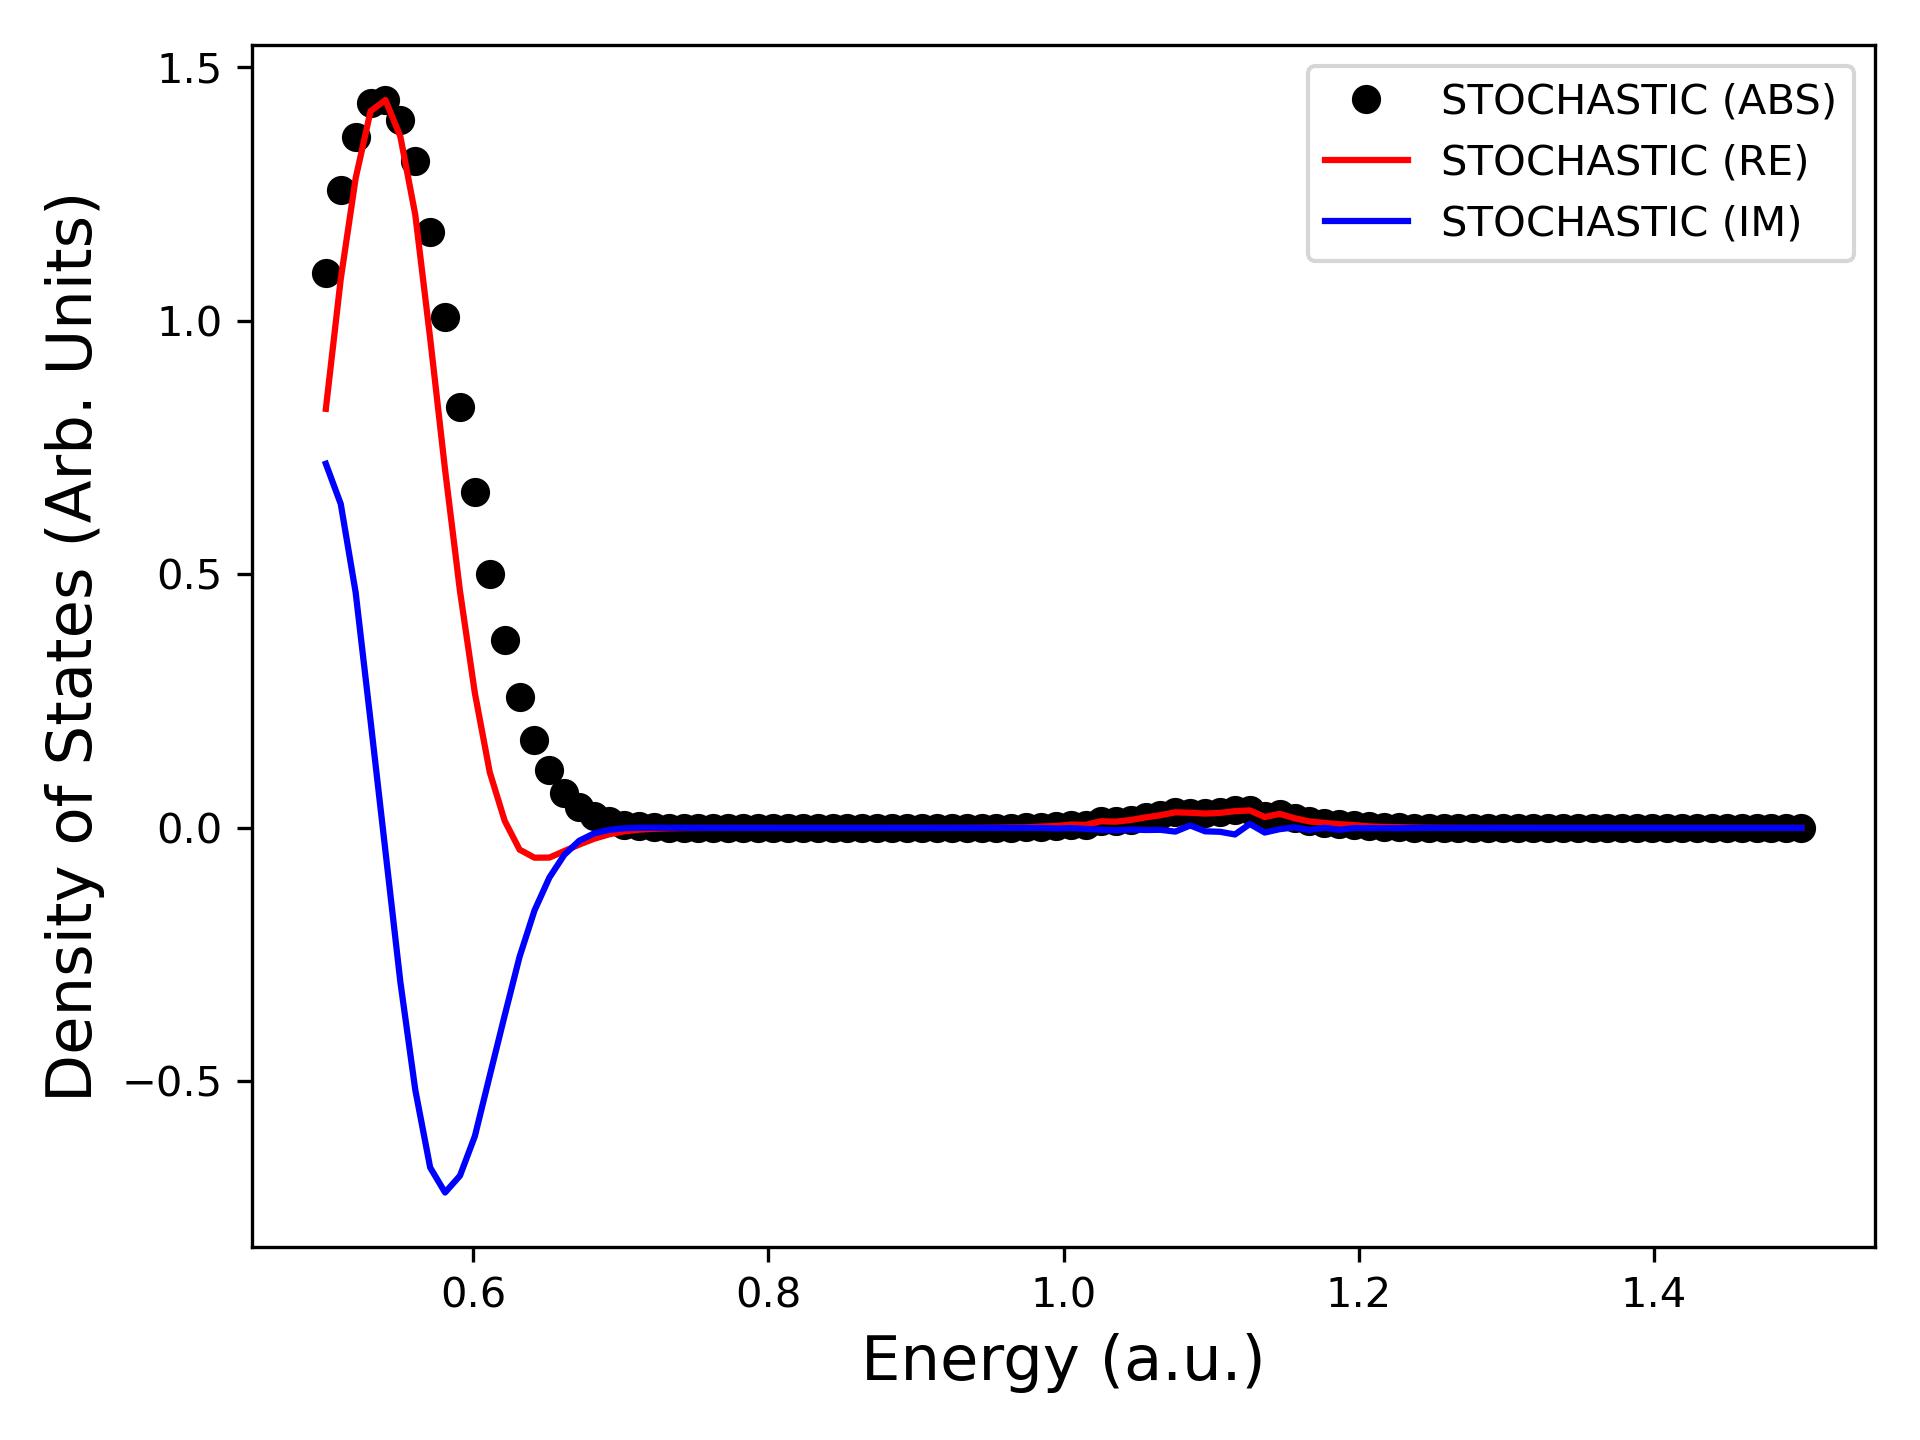 STOCHASTIC (ABS)
STOCHASTIC (RE)
STOCHASTIC (IM)
Density of States (Arb. Units)
1.5
1.0
0.5
0.0
−0.5
0.6 0.8 1.0 1.2 1.4
Energy (a.u.)